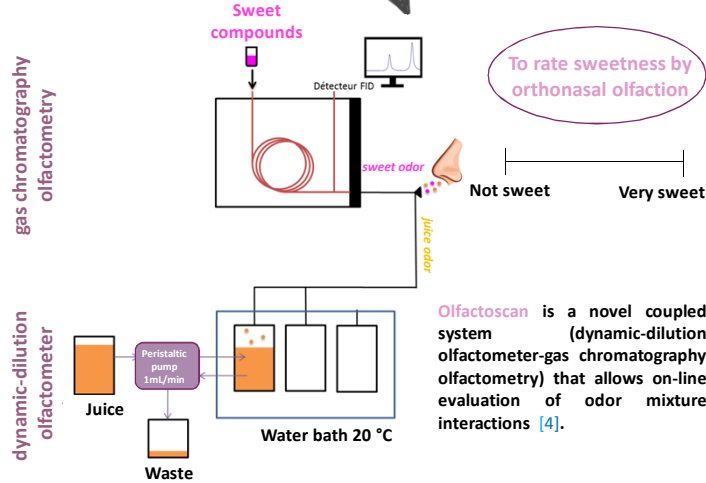 Sweet
compounds
Détecteur FID
To rate sweetness by
orthonasal olfaction
gas chromatography
olfactometry
sweet odor
Not sweet
Very sweet
juice odor
dynamic-dilution
olfactometer
Peristaltic
pump
1mL/min
Juice
Waste
Water bath 20 °C
Olfactoscan is a novel coupled
system (dynamic-dilution
olfactometer-gas chromatography
olfactometry) that allows on-line
evaluation of odor mixture
interactions [4].